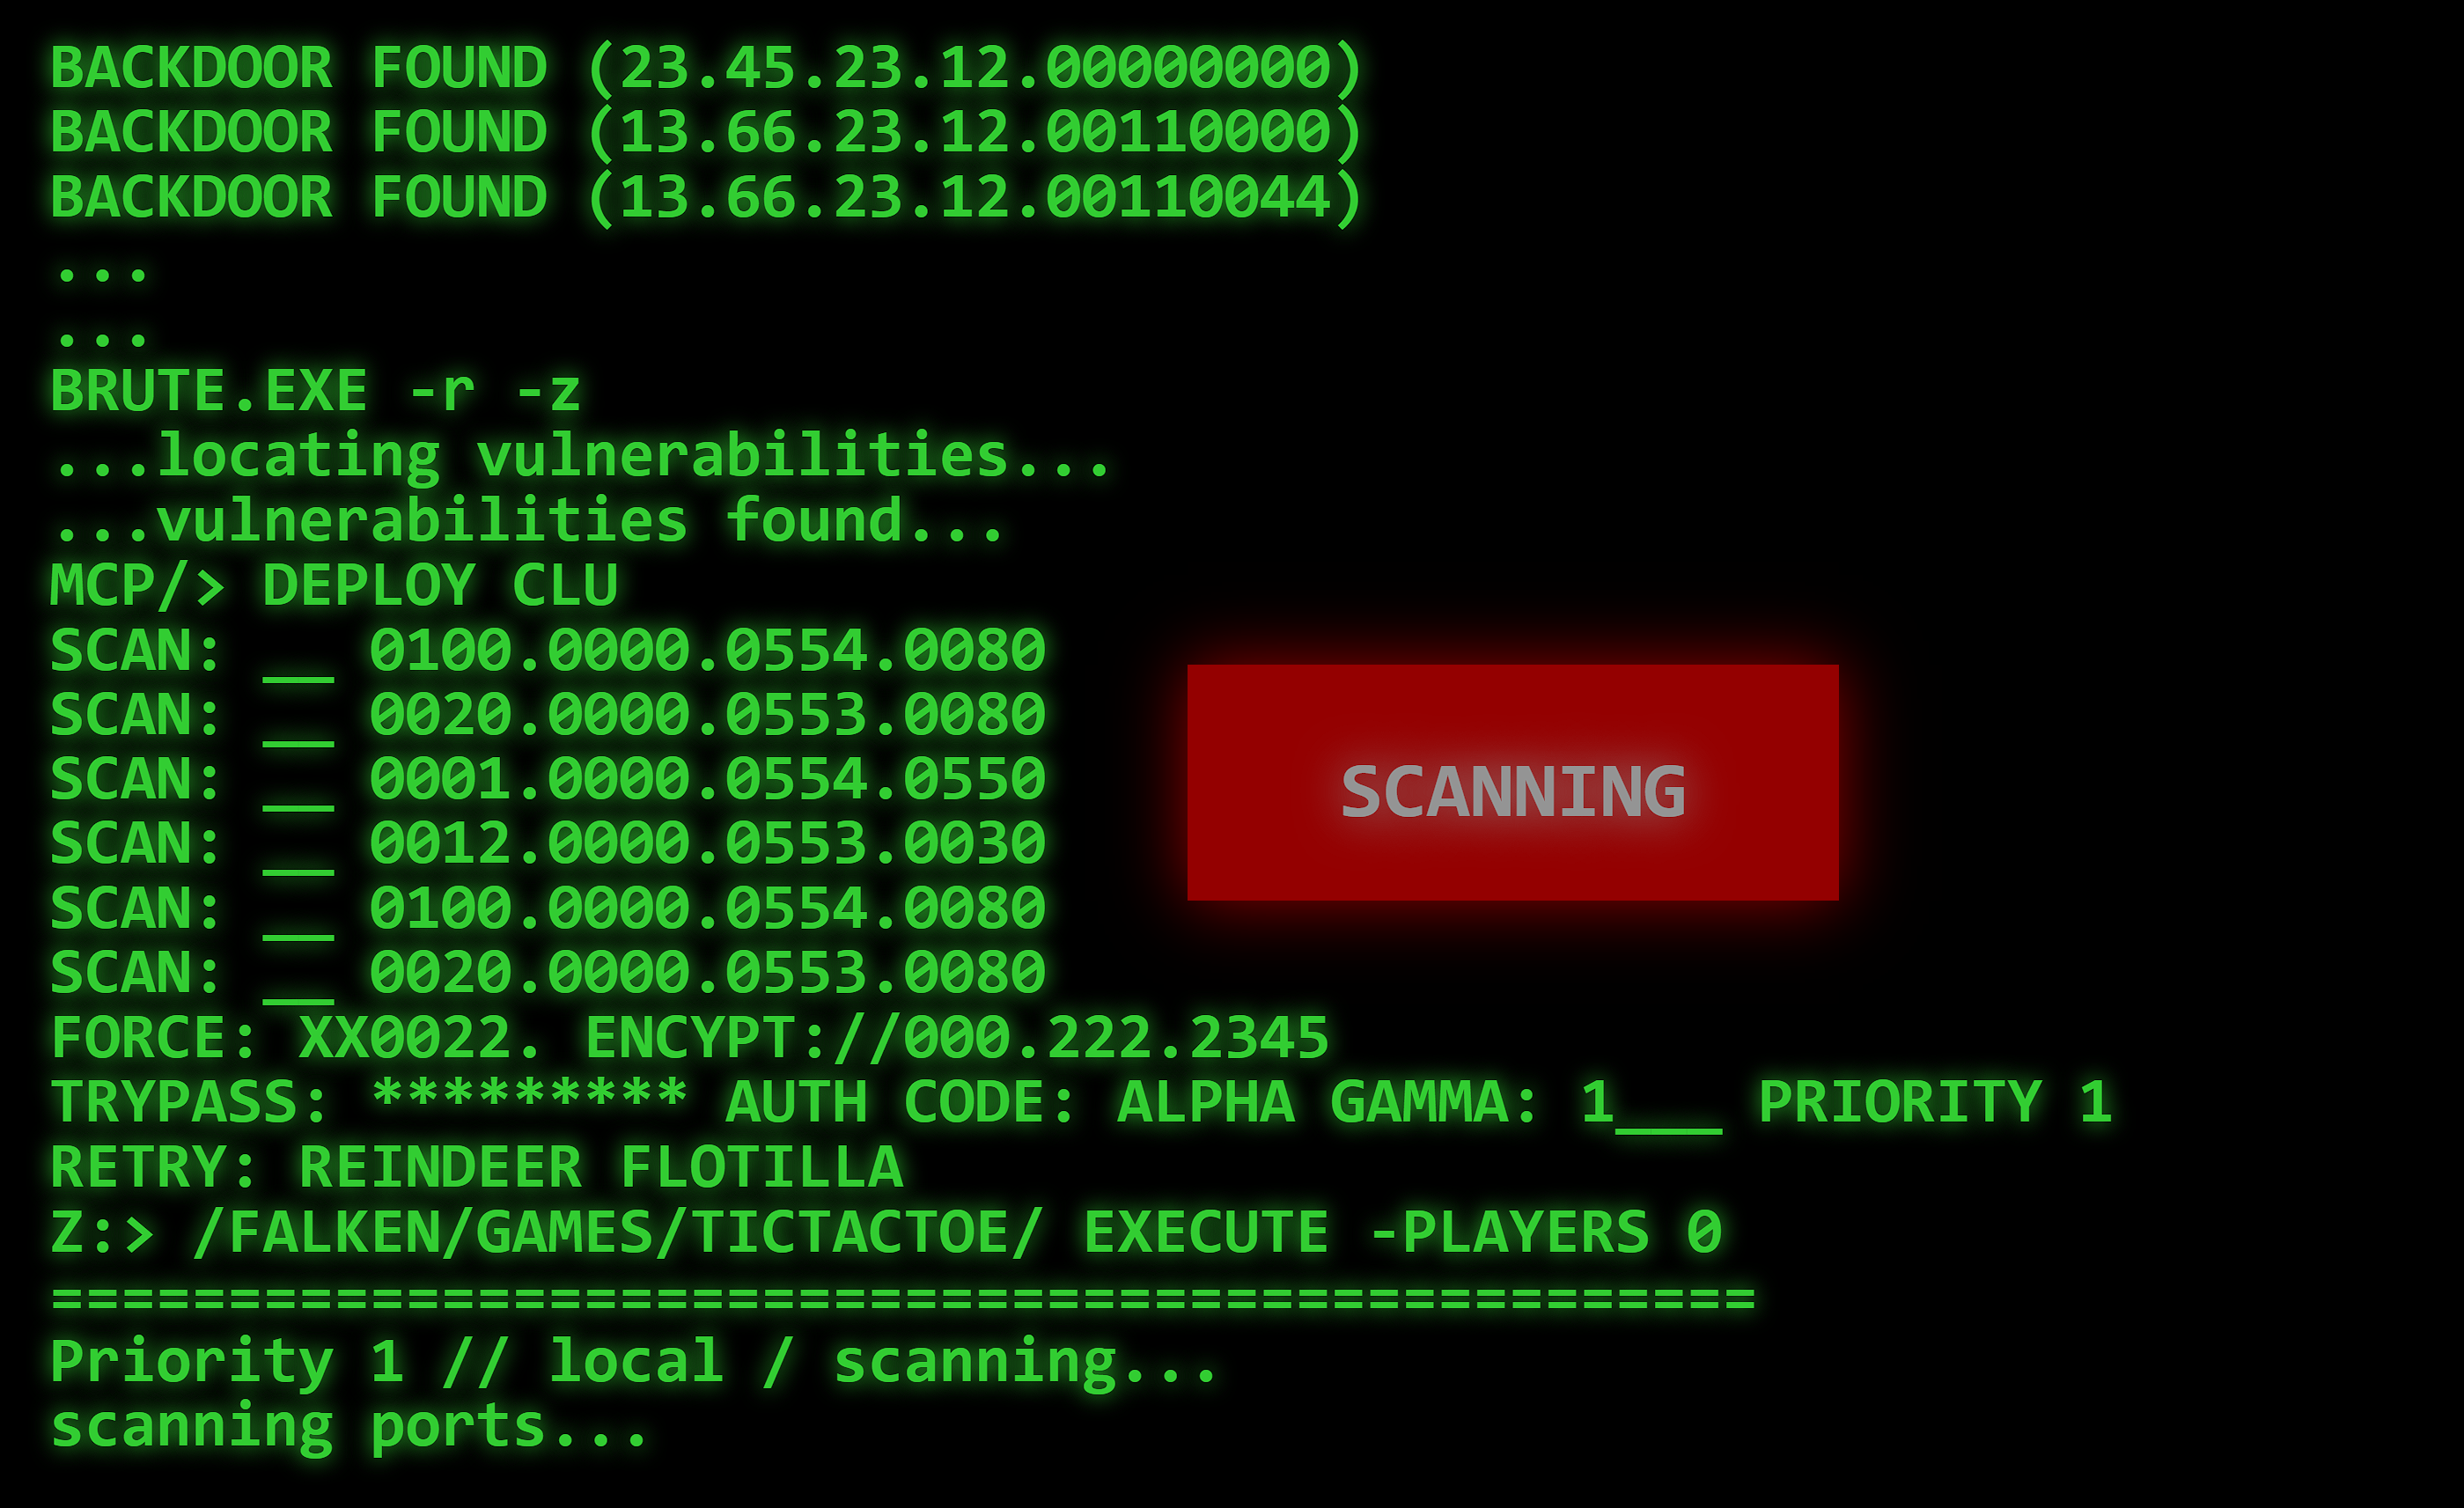 BACKDOOR FOUND (23.45.23.12.00000000)
BACKDOOR FOUND (13.66.23.12.00110000)
BACKDOOR FOUND (13.66.23.12.00110044)
...
...
BRUTE.EXE -r -z
...locating vulnerabilities...
...vulnerabilities found...
MCP/> DEPLOY CLU
SCAN: __ 0100.0000.0554.0080
SCAN: __ 0020.0000.0553.0080
SCAN: __ 0001.0000.0554.0550
SCAN: __ 0012.0000.0553.0030
SCAN: __ 0100.0000.0554.0080
SCAN: __ 0020.0000.0553.0080
SCANNING
FORCE: XX0022. ENCYPT://000.222.2345
TRYPASS: ********* AUTH CODE: ALPHA GAMMA: 1___ PRIORITY 1
RETRY: REINDEER FLOTILLA
Z:> /FALKEN/GAMES/TICTACTOE/ EXECUTE -PLAYERS 0
================================================
Priority 1 // local / scanning...
scanning ports...